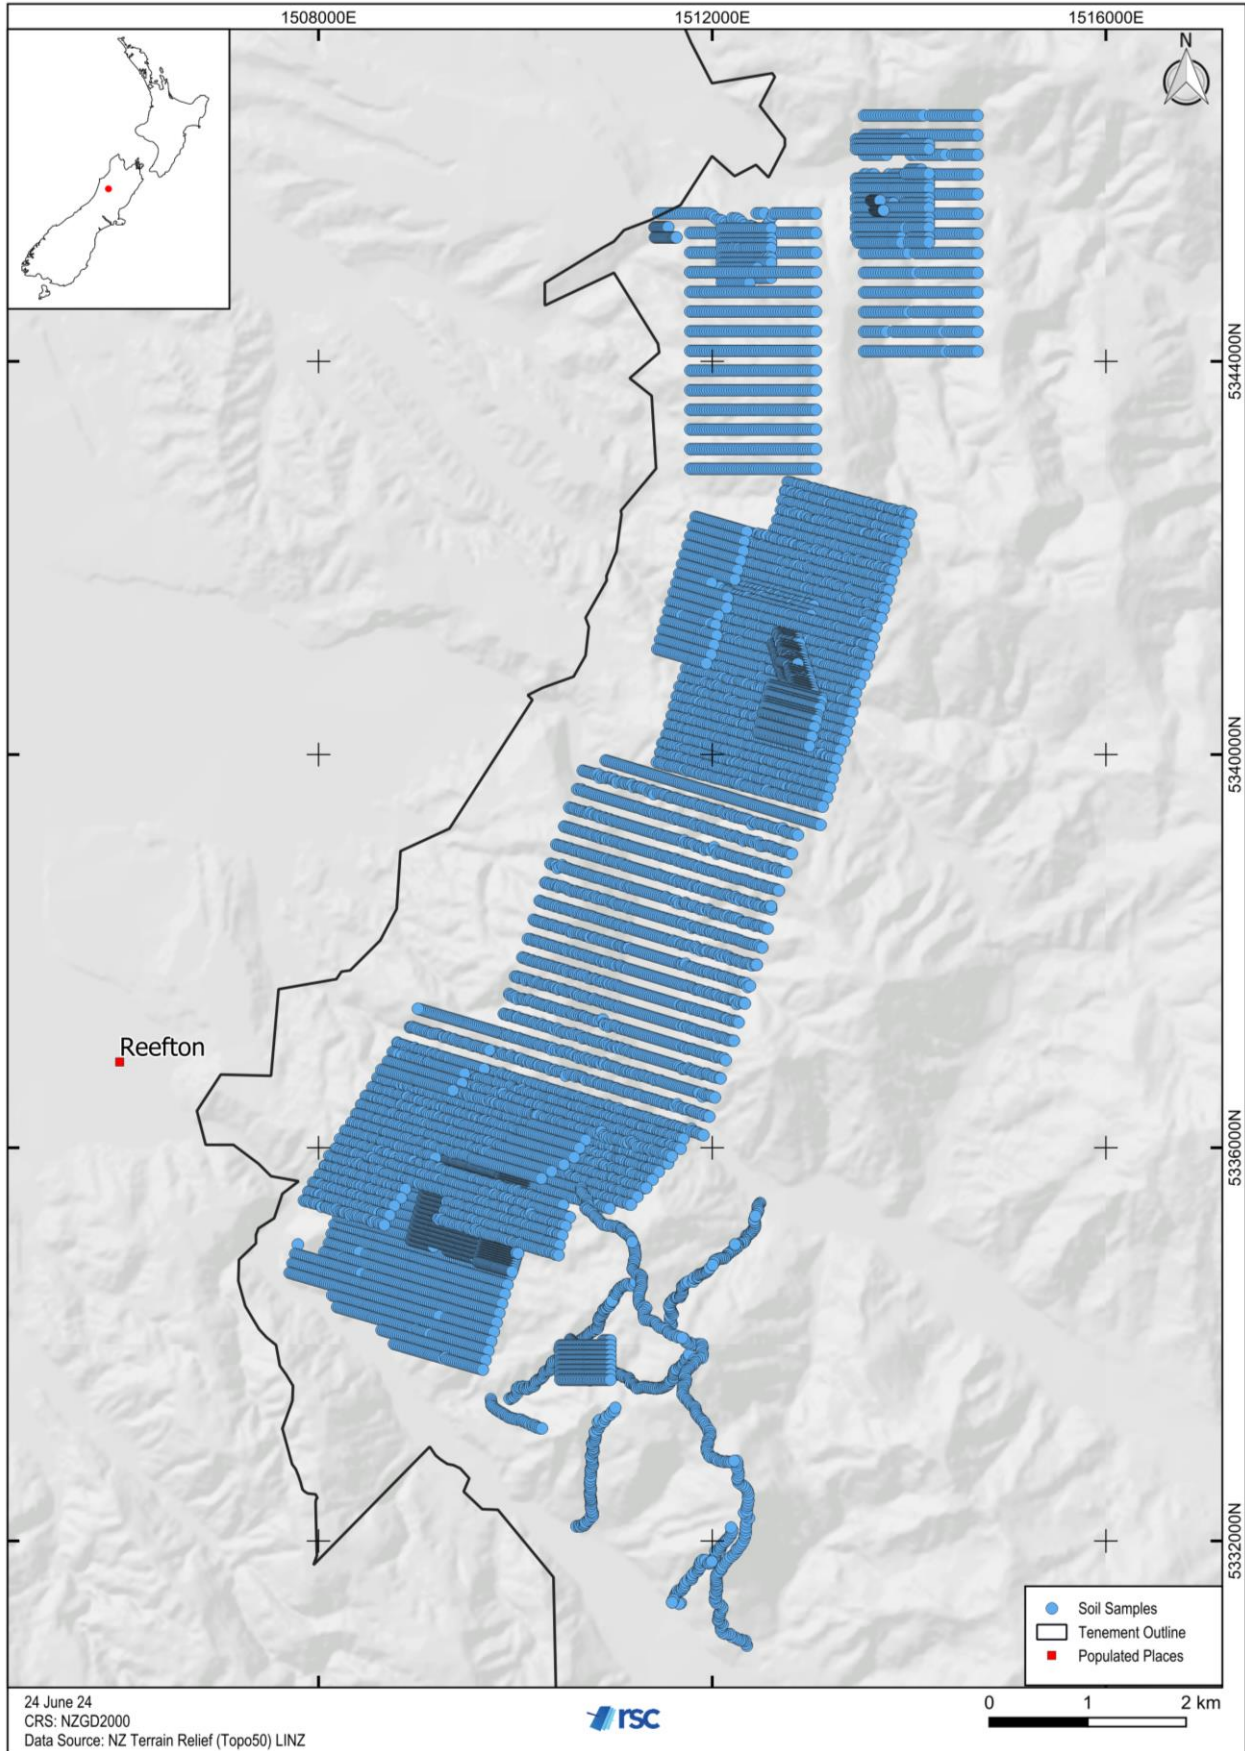 1508000E
1512000E
1516000E
N
5344000N
5340000N
5336000N
5332000N
Reefton
Soil Samples
Tenement Outline
Populated Places
24 June 24
CRS: NZGD2000
Data Source: NZ Terrain Relief (Topo50) LINZ
rsc
0 1 2 km